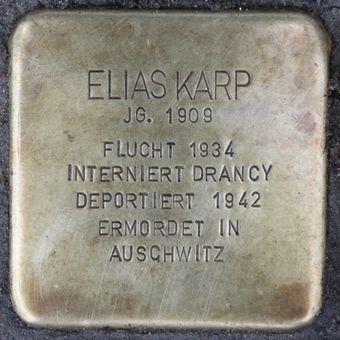 ELIAS KARP
JG. 1909
FLUCHT 1934
INTERNIERT DRANCY
DEPORTIERT 1942
ERMORDET IN
AUSCHWITZ